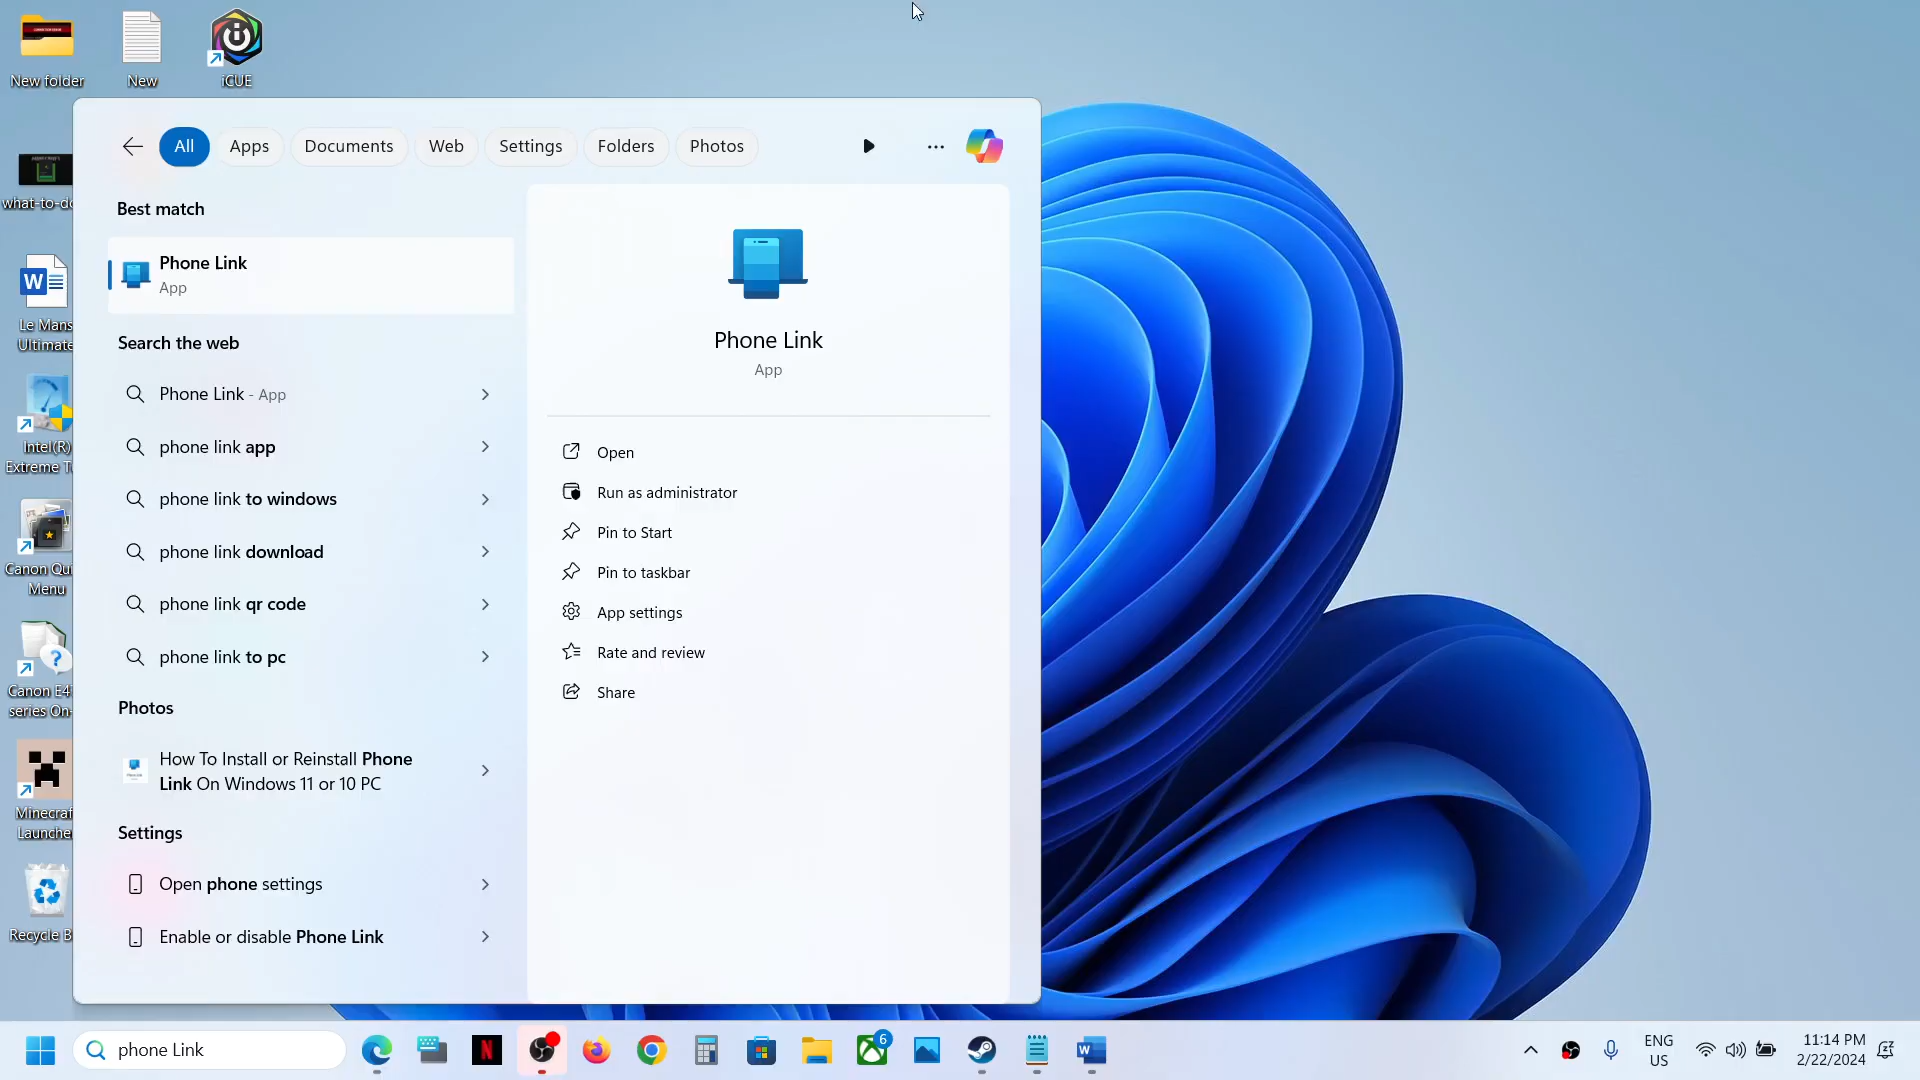 New folder
New
iCUE
All
Apps
Documents
Web
Settings
Folders
Photos
Best match
Phone Link
App
Search the web
Phone Link - App
phone link app
phone link to windows
phone link download
phone link qr code
phone link to pc
Photos
How To Install or Reinstall Phone
Link On Windows 11 or 10 PC
Settings
Open phone settings
Enable or disable Phone Link
Phone Link
App
Open
Run as administrator
Pin to Start
Pin to taskbar
App settings
Rate and review
Share
what-to-do
Le Mans
Ultimate
Intel(R)
Extreme T
Canon Qu
Menu
Canon E4
series On-
Minecraf
Launche
Recycle B
phone Link
6
ENG
US
11:14 PM
2/22/2024